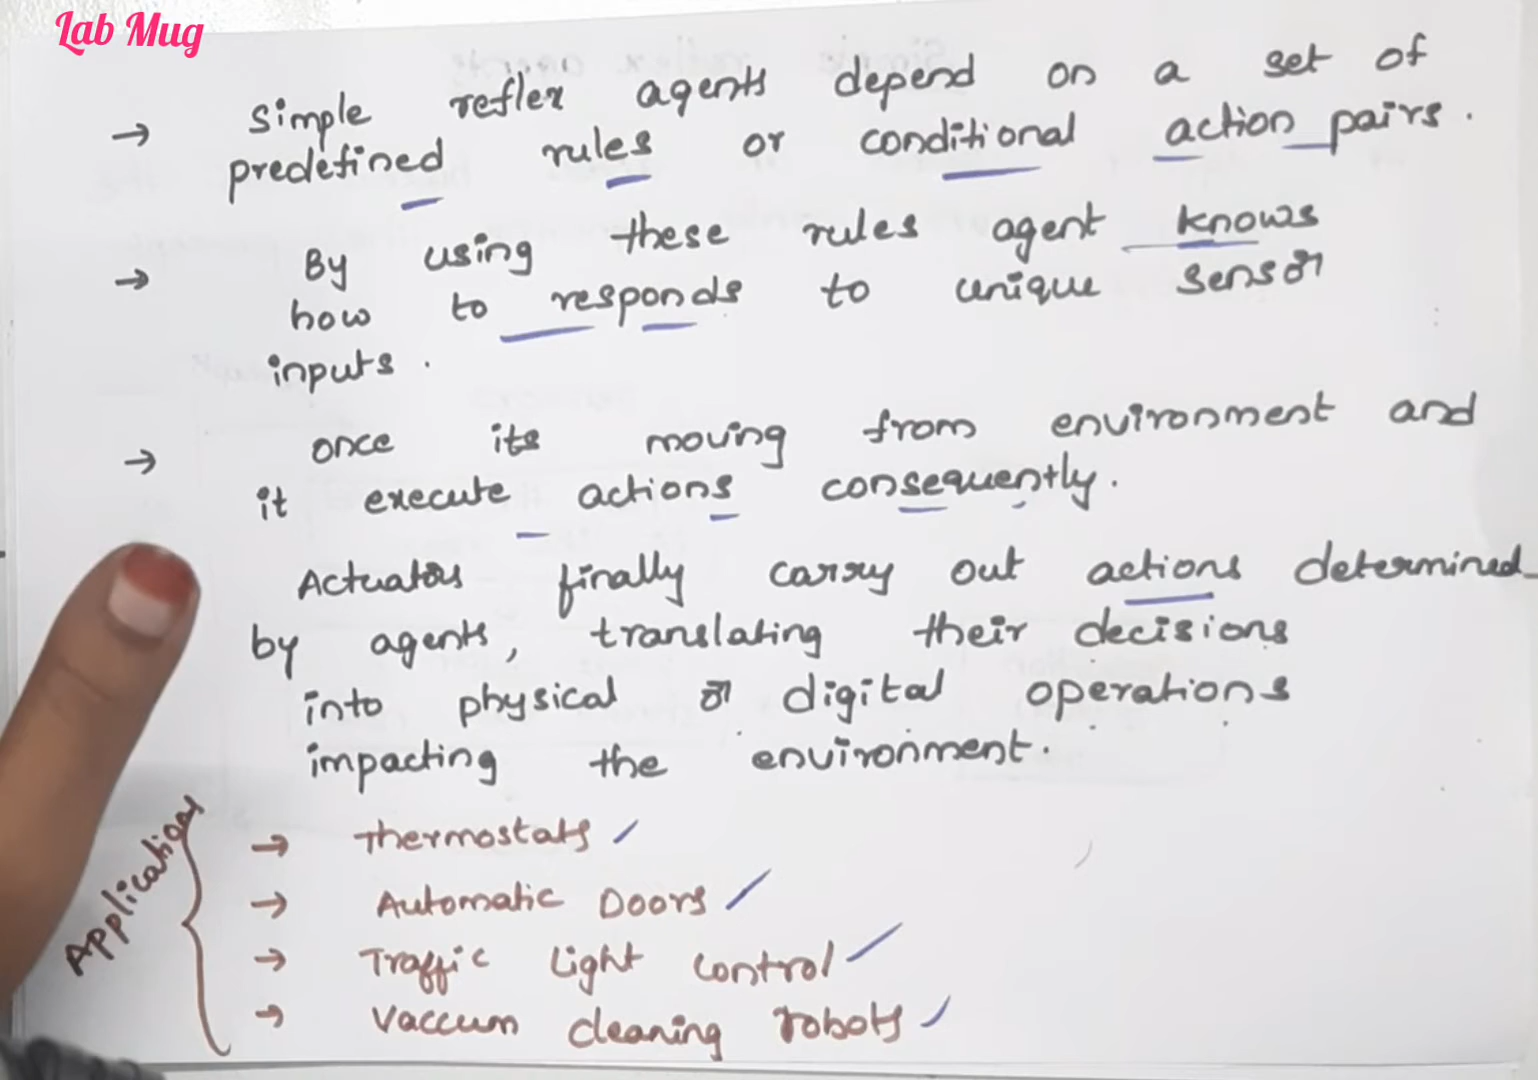 Lab Mug
→ Simple reflex agents depend on a set of
predefined rules or conditional action pairs.
→ By using these rules agent knows
how to responds to unique sensor
inputs.
→ once its moving from environment and
it execute actions consequently.
Actuators finally carry out actions determined
by agents, translating their decisions
into physical or digital operations
impacting the environment.
Applications
→ Thermostats
→ Automatic Doors
→ Traffic Light Control
→ Vaccum cleaning robots